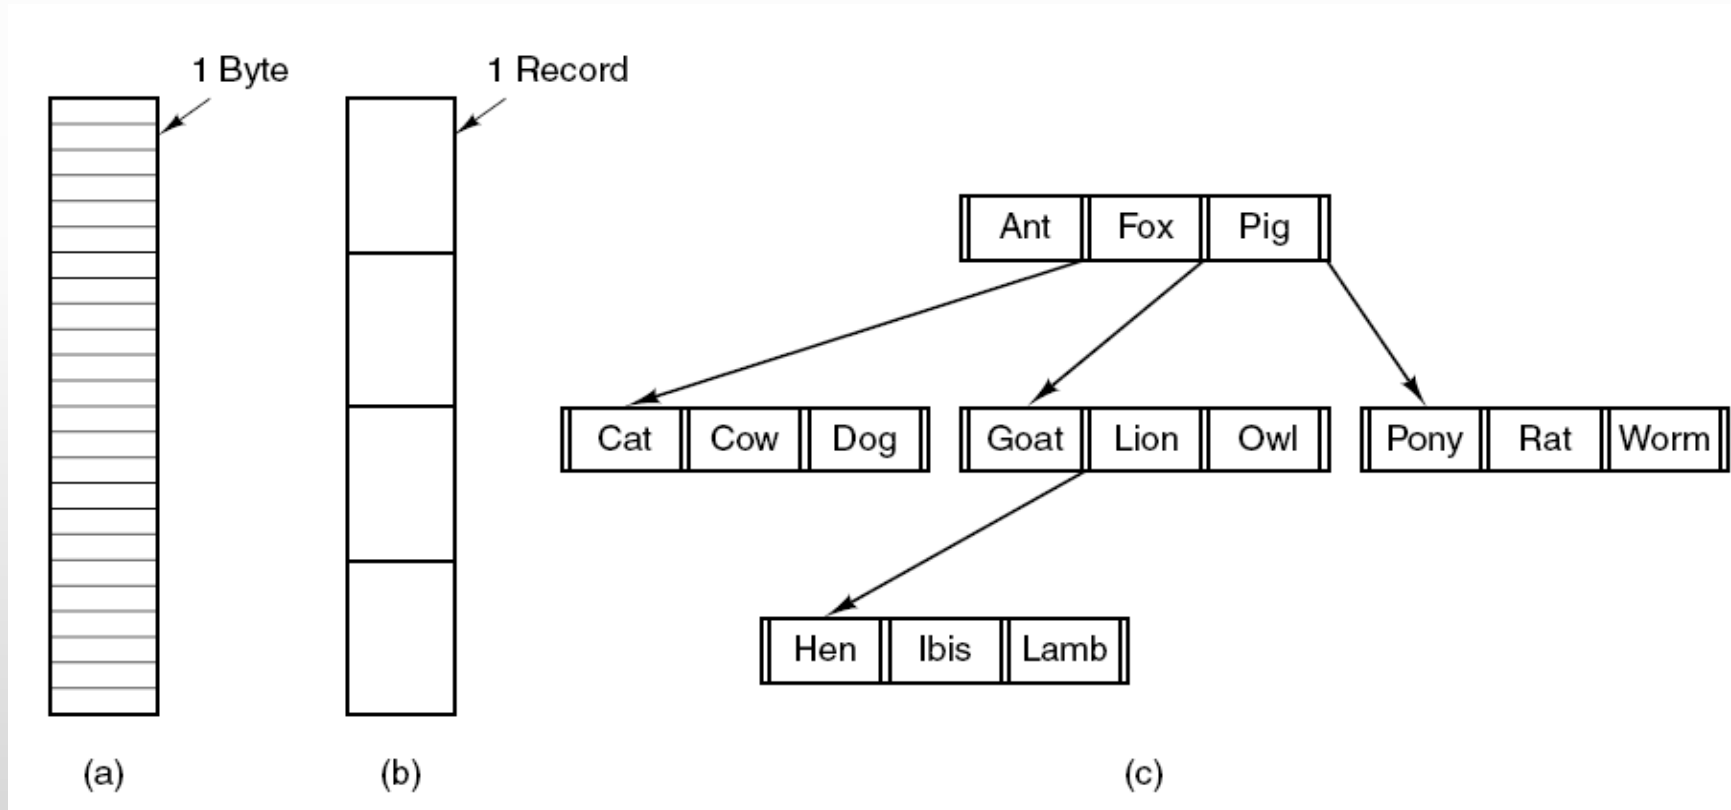 1 Byte
1 Record
Ant Fox Pig
Cat Cow Dog
Goat Lion Owl
Pony Rat Worm
Hen Ibis Lamb
(a)
(b)
(c)